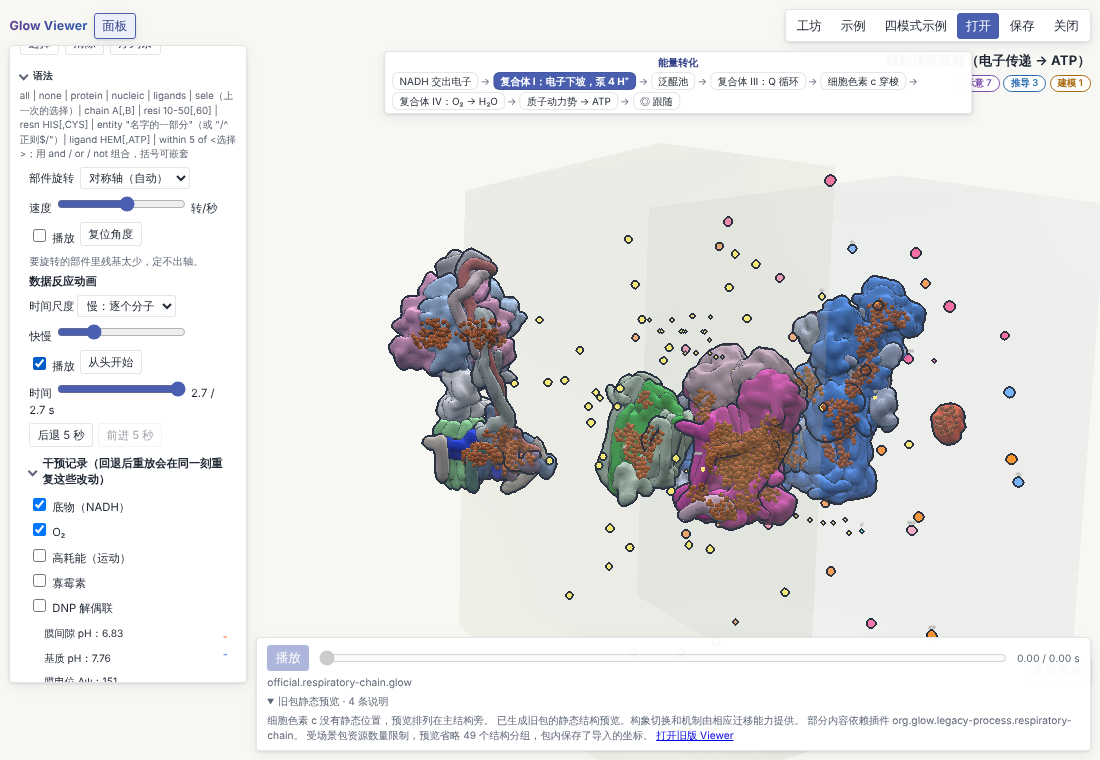 Glow Viewer 面板
工坊 示例 四模式示例 打开 保存 关闭
语法
all | none | protein | nucleic | ligands | sele（上
一次的选择）| chain A[,B] | resi 10-50[,60] |
resn HIS[,CYS] | entity "名字的一部分"（或 "/^
正则$/"）| ligand HEM[,ATP] | within 5 of <选择
>；用 and / or / not 组合，括号可嵌套
部件旋转 对称轴（自动）
速度 转/秒
播放 复位角度
要旋转的部件里残基太少，定不出轴。
数据反应动画
时间尺度 慢：逐个分子
快慢
播放 从头开始
时间 2.7 /
2.7 s
后退 5 秒 前进 5 秒
干预记录（回退后重放会在同一刻重
复这些改动）
底物（NADH）
O₂
高耗能（运动）
寡霉素
DNP 解偶联
膜间隙 pH：6.83
基质 pH：7.76
能量转化
NADH 交出电子 → 复合体 I：电子下坡，泵 4 H⁺ → 泛醌池 → 复合体 III：Q 循环 → 细胞色素 c 穿梭 →
复合体 IV：O₂ → H₂O → 质子动力势 → ATP → ◎ 跟随
（电子传递 → ATP）
意 7 推导 3 建模 1
播放 0.00 / 0.00 s
official.respiratory-chain.glow
▼ 旧包静态预览 · 4 条说明
细胞色素 c 没有静态位置，预览排列在主结构旁。 已生成旧包的静态结构预览。构象切换和机制由相应迁移能力提供。 部分内容依赖插件 org.glow.legacy-process.respiratory-
chain。 受场景包资源数量限制，预览省略 49 个结构分组，包内保存了导入的坐标。 打开旧版 Viewer